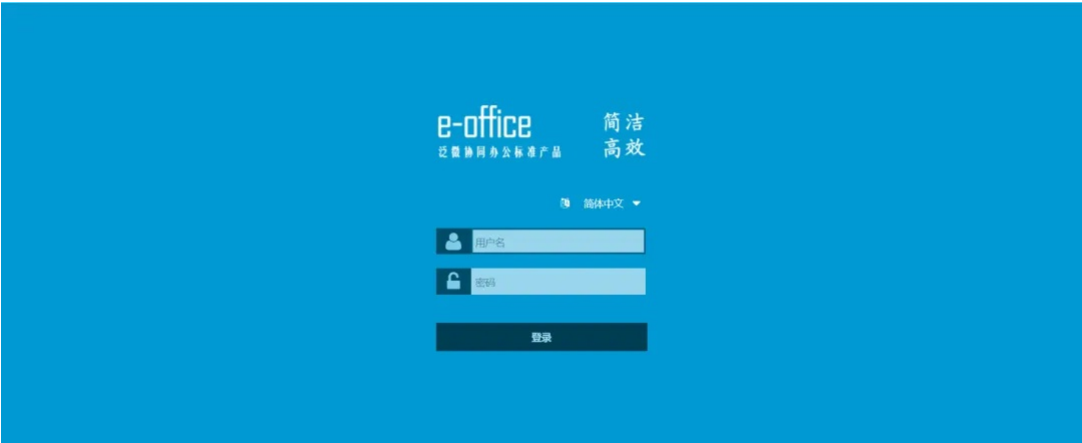 e-office
泛微协同办公标准产品
简洁
高效
简体中文
用户名
密码
登录